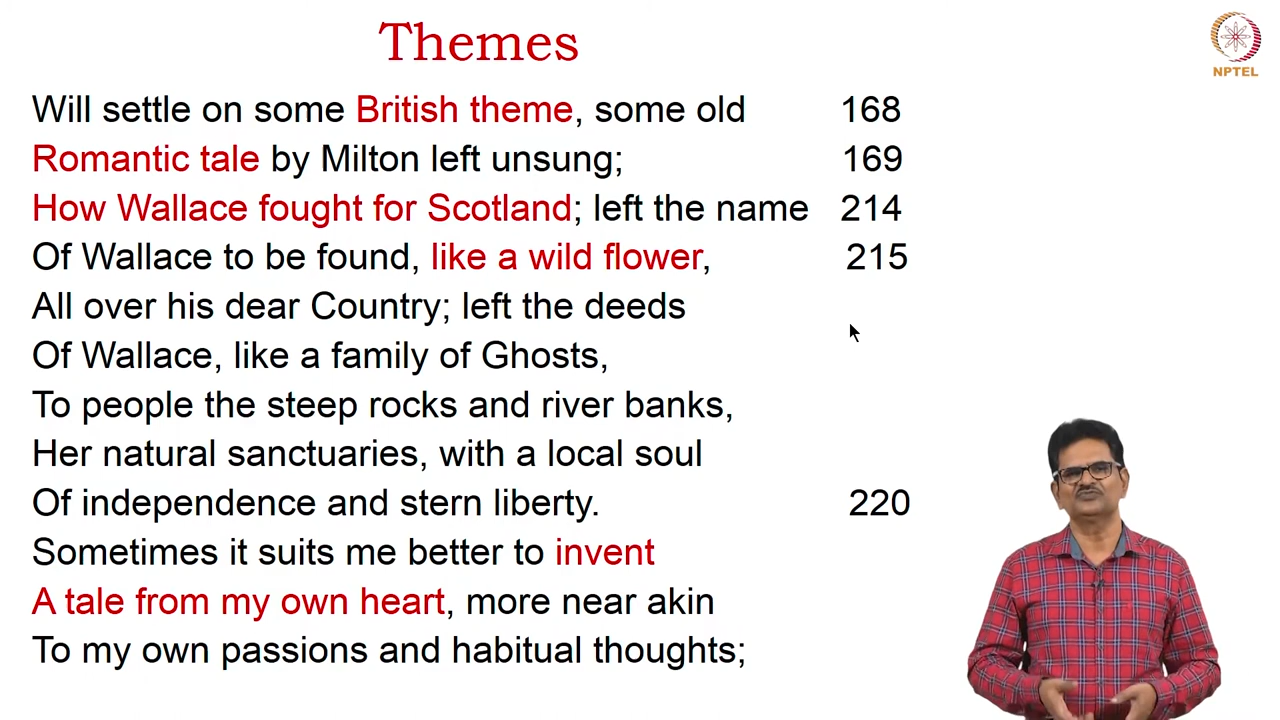 Themes
NPTEL
Will settle on some British theme, some old 168
Romantic tale by Milton left unsung; 169
How Wallace fought for Scotland; left the name 214
Of Wallace to be found, like a wild flower, 215
All over his dear Country; left the deeds
Of Wallace, like a family of Ghosts,
To people the steep rocks and river banks,
Her natural sanctuaries, with a local soul
Of independence and stern liberty. 220
Sometimes it suits me better to invent
A tale from my own heart, more near akin
To my own passions and habitual thoughts;